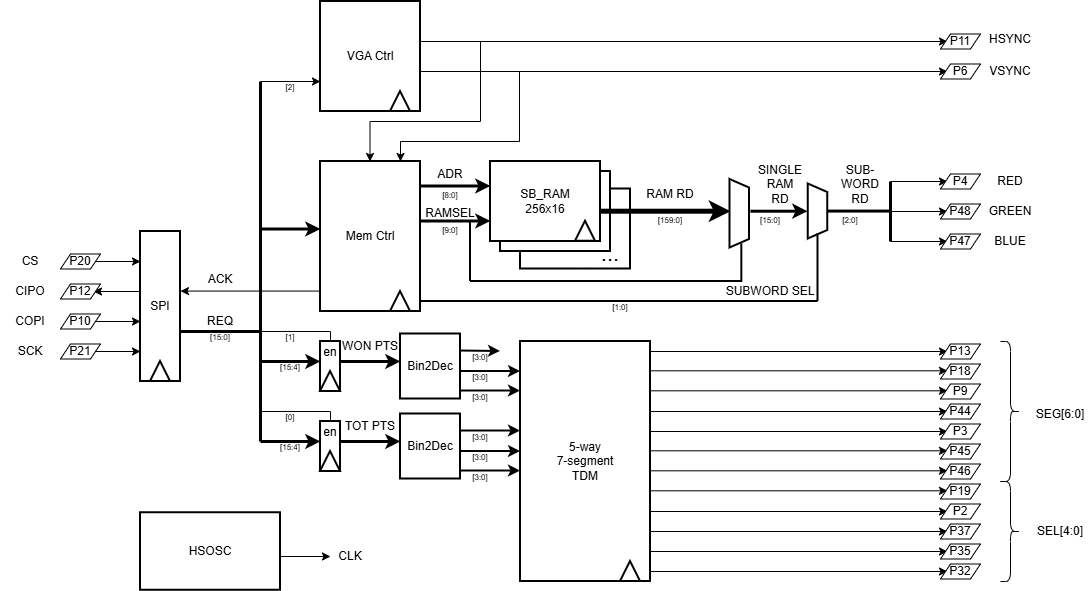 VGA Ctrl
[2]
P11
HSYNC
P6
VSYNC
Mem Ctrl
ADR
[8:0]
RAMSEL
[9:0]
SB_RAM
256x16
...
RAM RD
[159:0]
SINGLE
RAM
RD
[15:0]
SUB-
WORD
RD
[2:0]
P4
RED
P48
GREEN
P47
BLUE
SUBWORD SEL
[1:0]
CS
P20
CIPO
P12
COPI
P10
SCK
P21
SPI
ACK
REQ
[15:0]
[1]
[15:4]
en
WON PTS
Bin2Dec
[3:0]
[3:0]
[3:0]
[0]
[15:4]
en
TOT PTS
Bin2Dec
[3:0]
[3:0]
[3:0]
5-way
7-segment
TDM
P13
P18
P9
P44
P3
P45
P46
SEG[6:0]
P19
P2
P37
P35
P32
SEL[4:0]
HSOSC
CLK